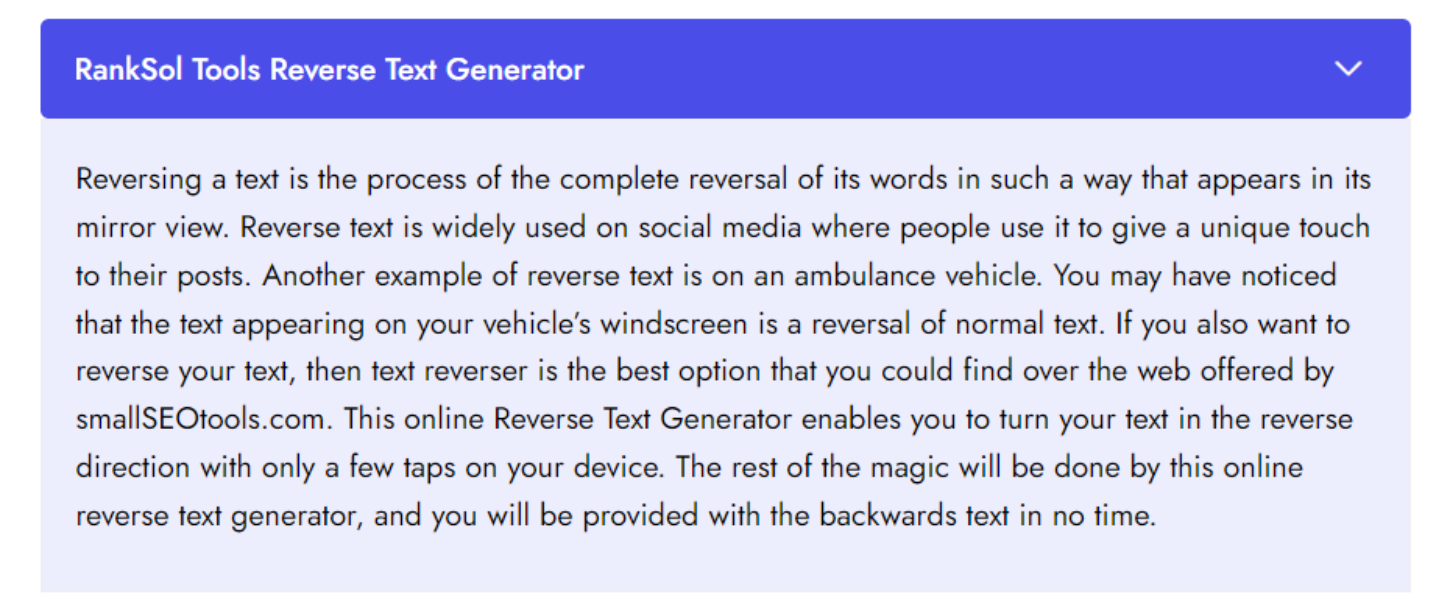 RankSol Tools Reverse Text Generator
Reversing a text is the process of the complete reversal of its words in such a way that appears in its
mirror view. Reverse text is widely used on social media where people use it to give a unique touch
to their posts. Another example of reverse text is on an ambulance vehicle. You may have noticed
that the text appearing on your vehicle’s windscreen is a reversal of normal text. If you also want to
reverse your text, then text reverser is the best option that you could find over the web offered by
smallSEOtools.com. This online Reverse Text Generator enables you to turn your text in the reverse
direction with only a few taps on your device. The rest of the magic will be done by this online
reverse text generator, and you will be provided with the backwards text in no time.